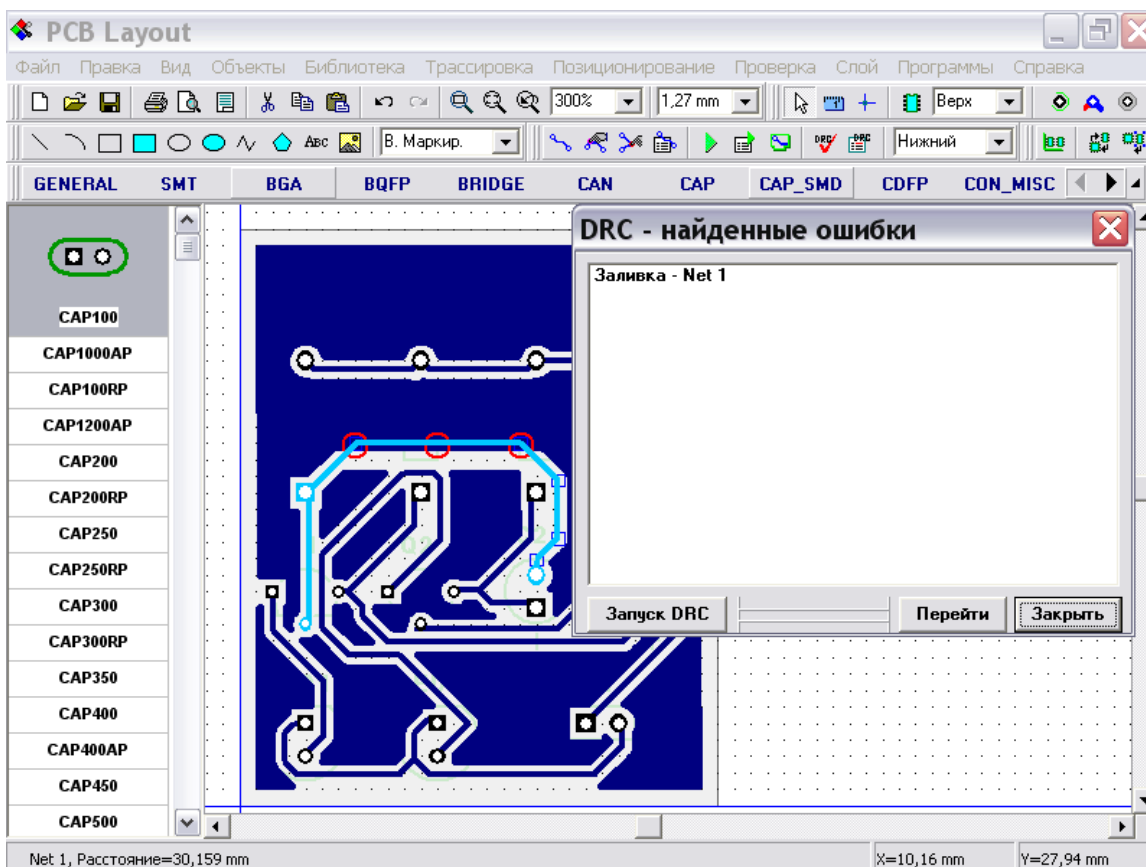 PCB Layout
Файл Правка Вид Объекты Библиотека Трассировка Позиционирование Проверка Слой Программы Справка
300% 1,27 mm Верх
Abc В. Маркир. DRC DRC Нижний
GENERAL SMT BGA BQFP BRIDGE CAN CAP CAP_SMD CDFP CON_MISC
CAP100
CAP1000AP
CAP100RP
CAP1200AP
CAP200
CAP200RP
CAP250
CAP250RP
CAP300
CAP300RP
CAP350
CAP400
CAP400AP
CAP450
CAP500
DRC - найденные ошибки
Заливка - Net 1
Запуск DRC Перейти Закрыть
Net 1, Расстояние=30,159 mm X=10,16 mm Y=27,94 mm